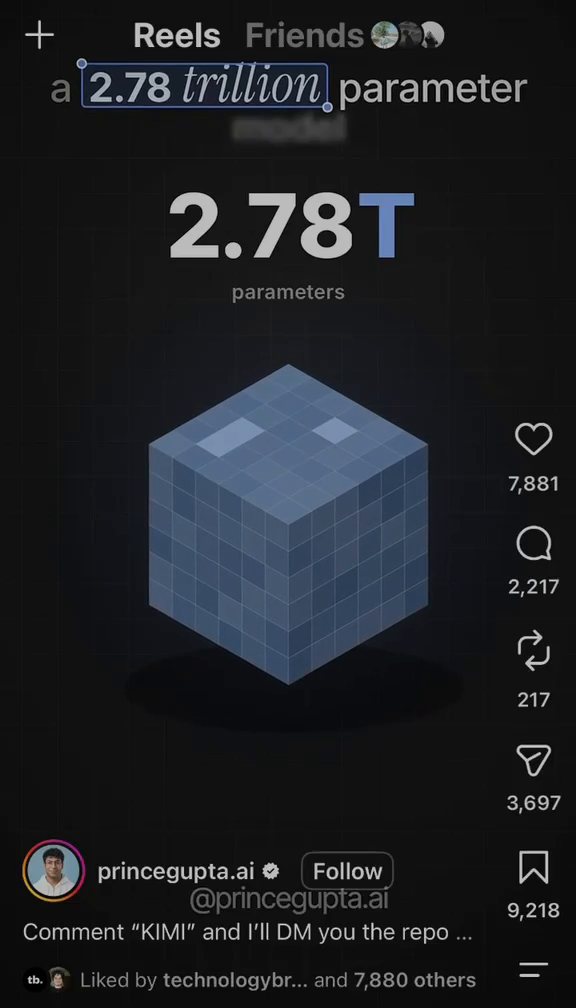 Reels Friends
a 2.78 trillion parameter
model
2.78T
parameters
7,881
2,217
217
3,697
princegupta.ai Follow
@princegupta.ai
9,218
Comment “KIMI” and I’ll DM you the repo ...
tb. Liked by technologybr... and 7,880 others